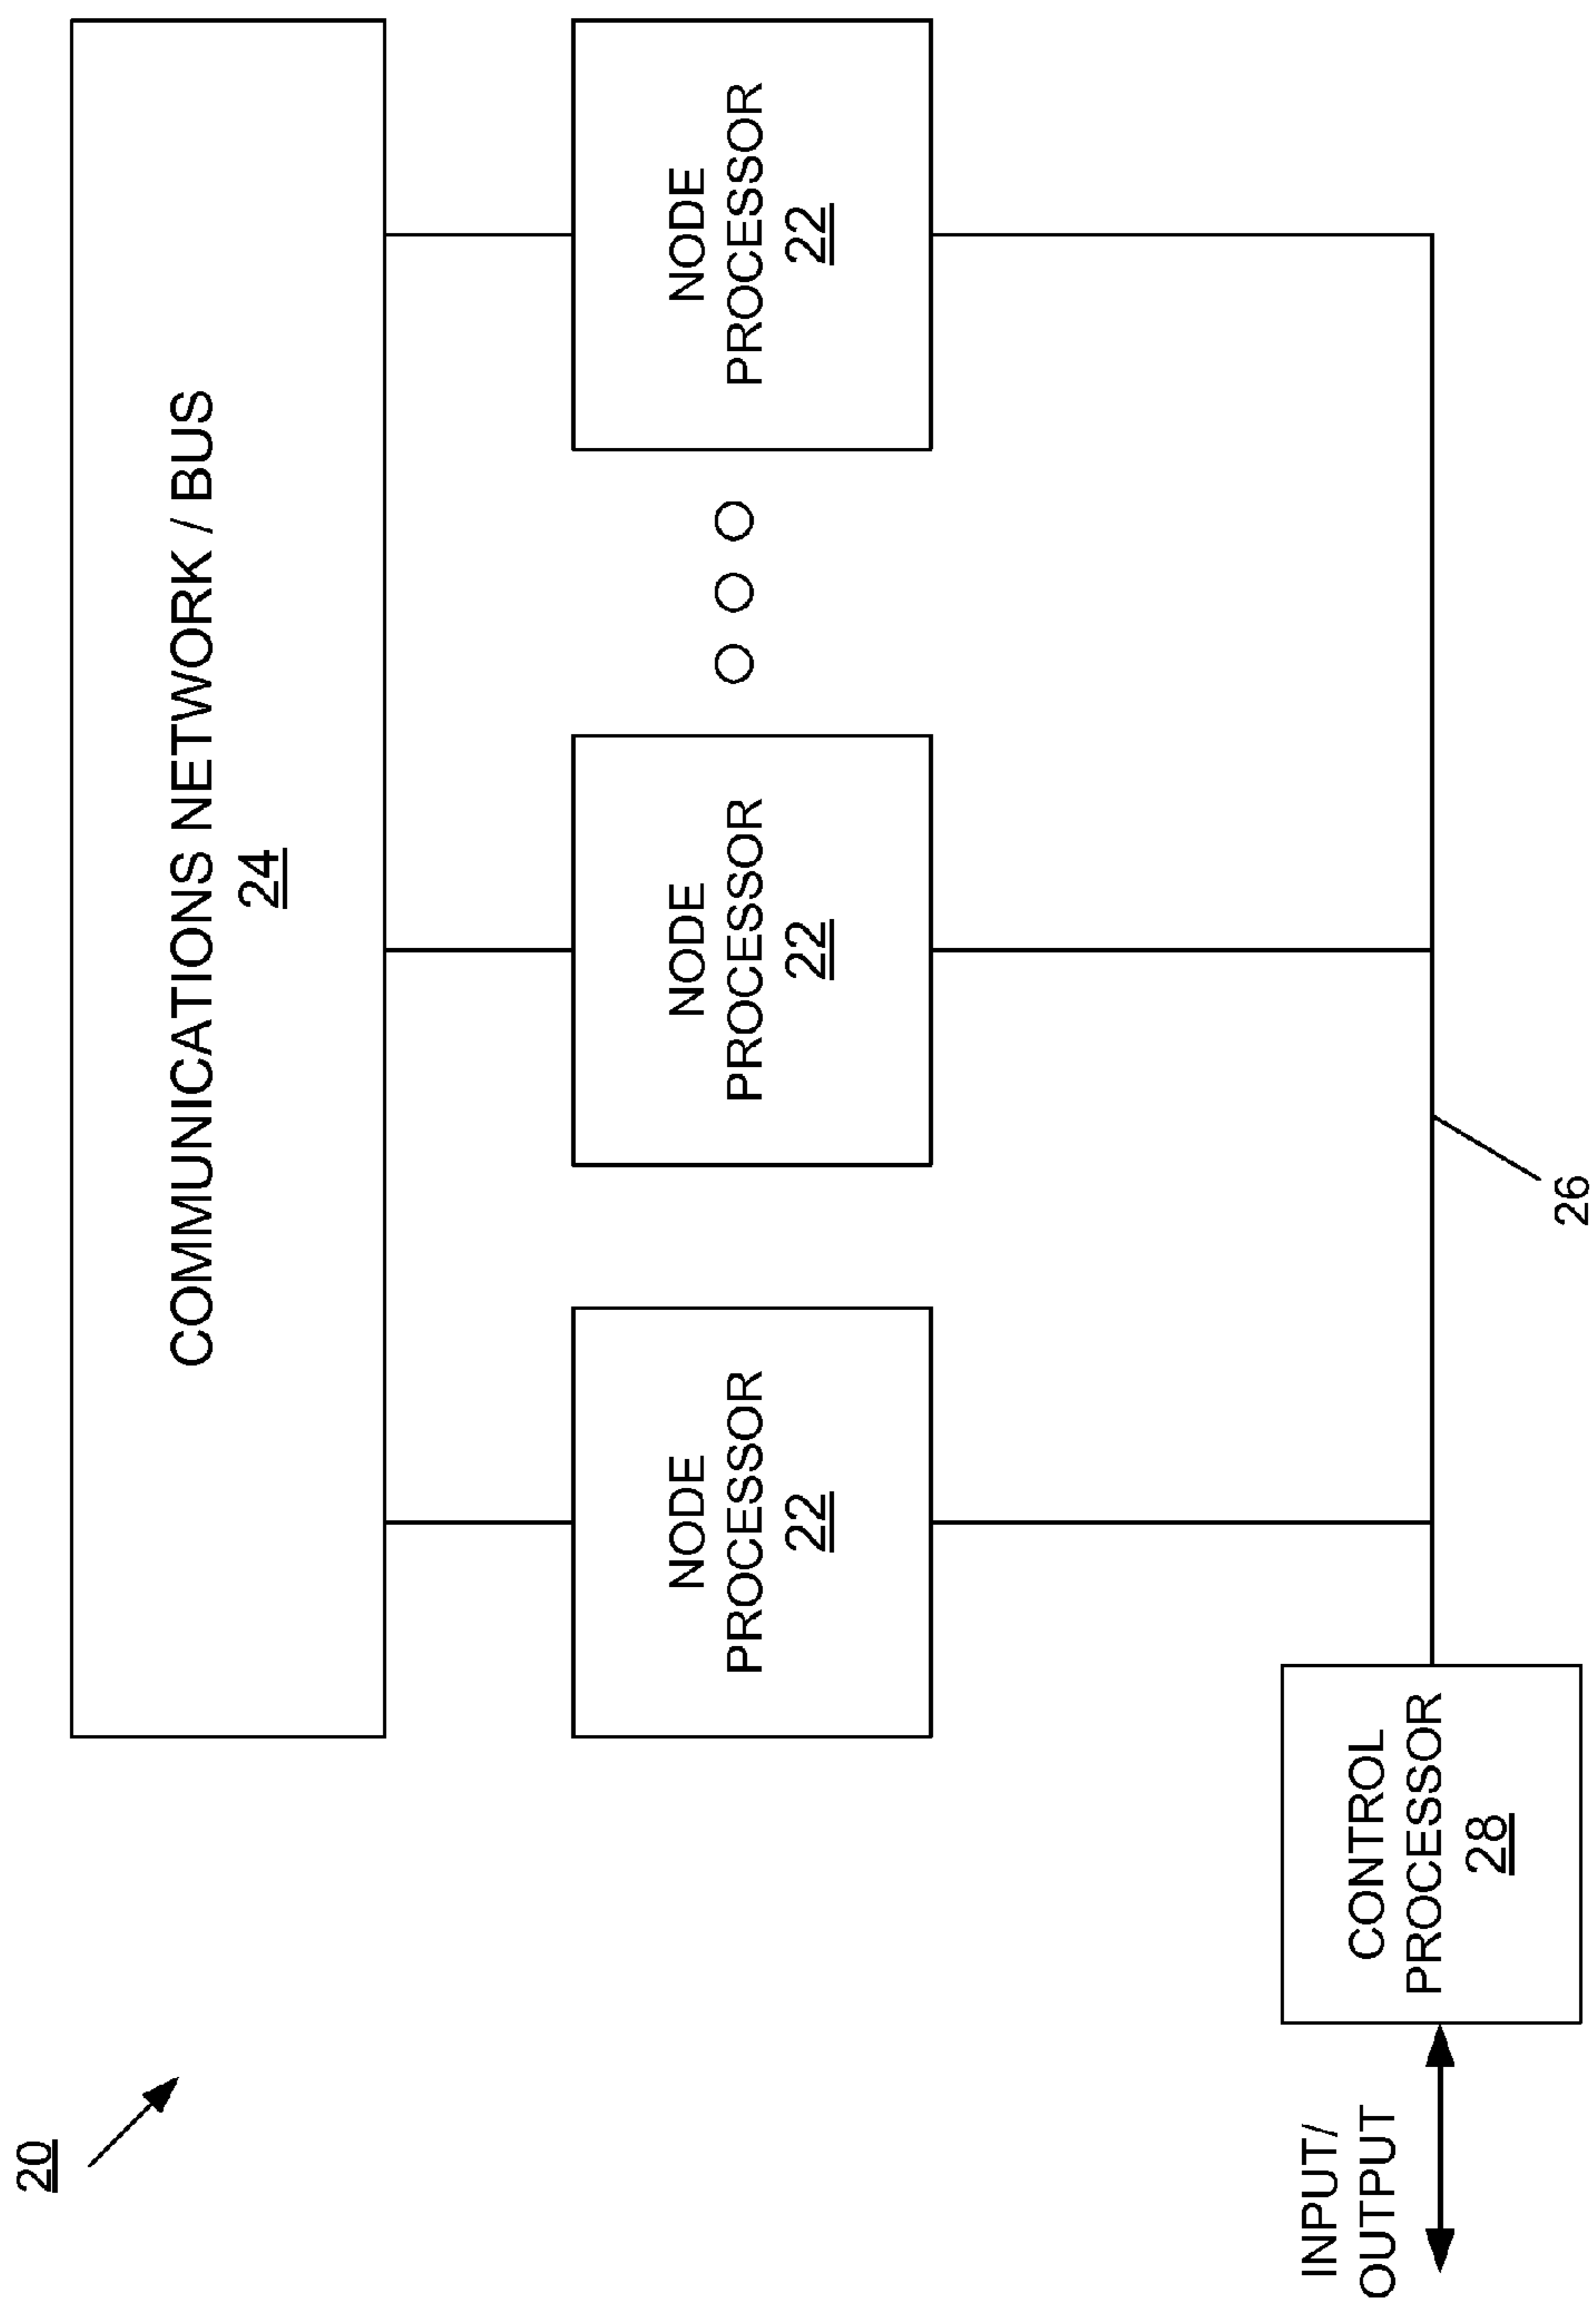 20
COMMUNICATIONS NETWORK / BUS
24
NODE
PROCESSOR
22
NODE
PROCESSOR
22
NODE
PROCESSOR
22
INPUT/
OUTPUT
CONTROL
PROCESSOR
28
26